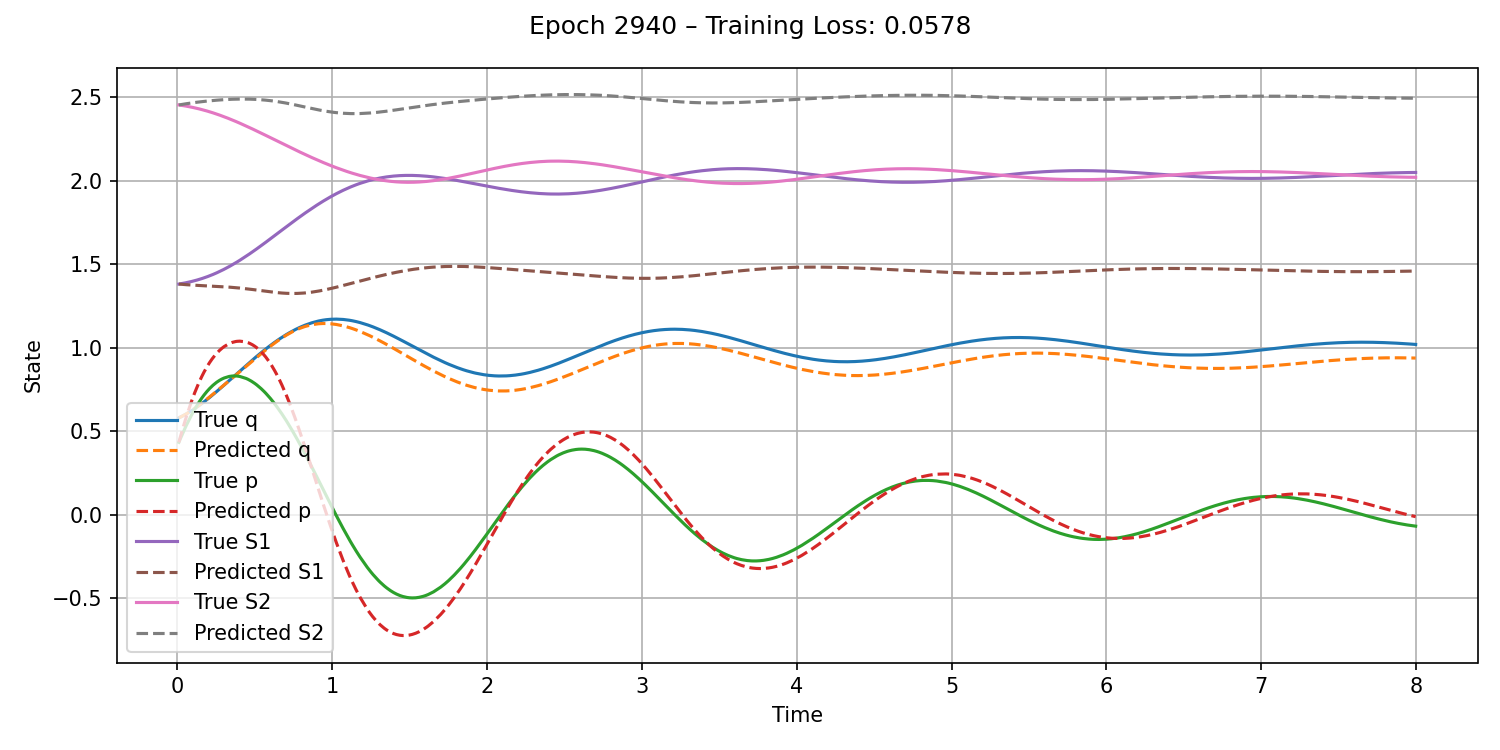 Epoch 2940 – Training Loss: 0.0578
State
2.5
2.0
1.5
1.0
0.5
0.0
−0.5
True q
Predicted q
True p
Predicted p
True S1
Predicted S1
True S2
Predicted S2
0 1 2 3 4 5 6 7 8
Time